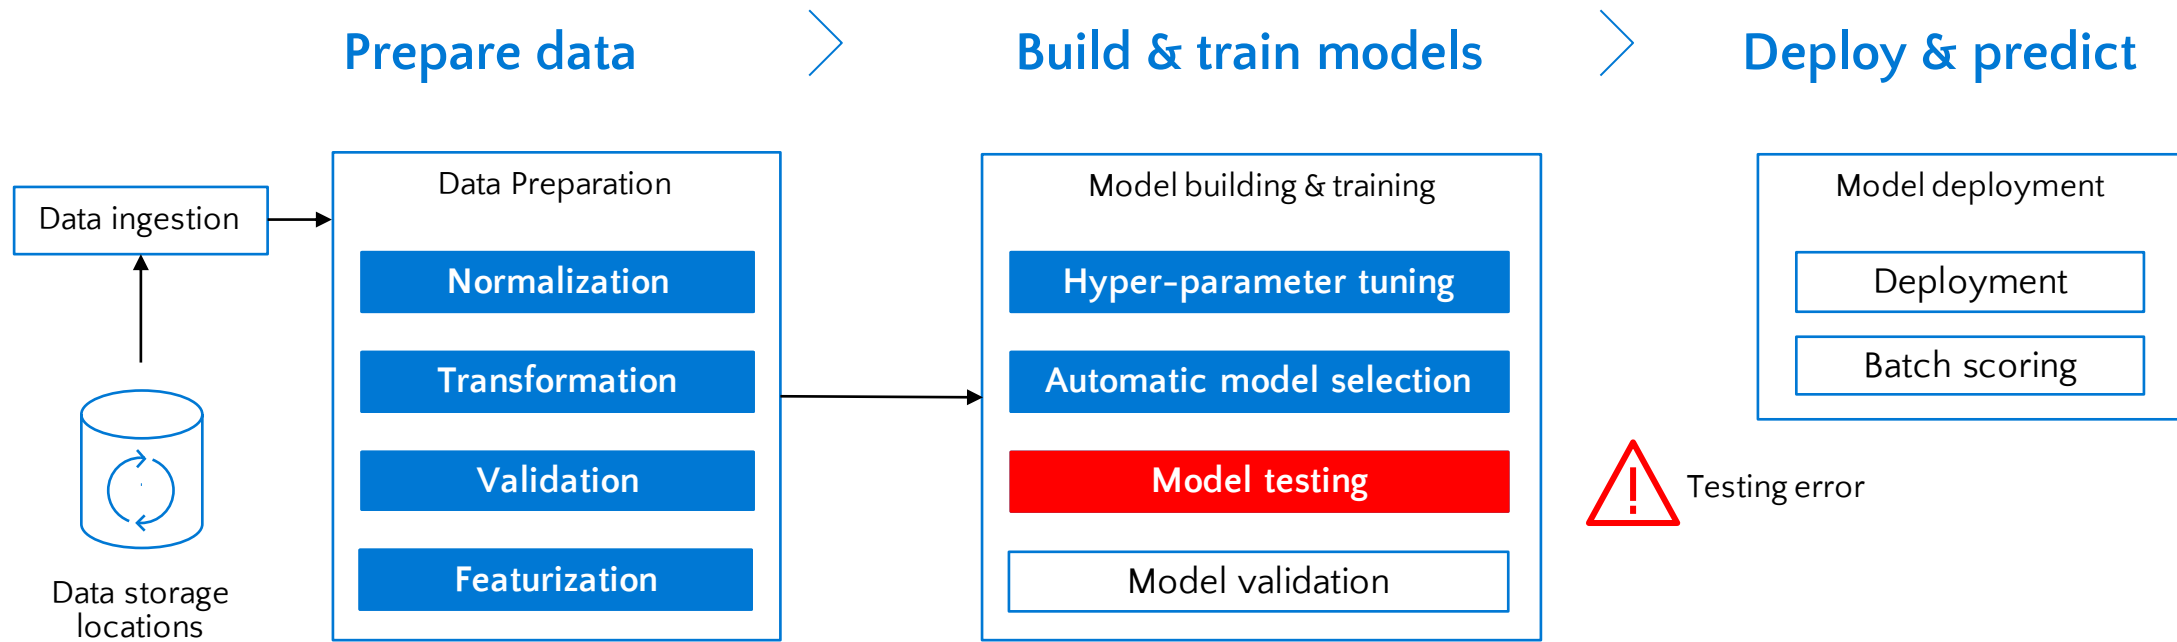 Prepare data
Build & train models
Deploy & predict
Data ingestion
Data storage
locations
Data Preparation
Normalization
Transformation
Validation
Featurization
Model building & training
Hyper-parameter tuning
Automatic model selection
Model testing
Model validation
Testing error
Model deployment
Deployment
Batch scoring